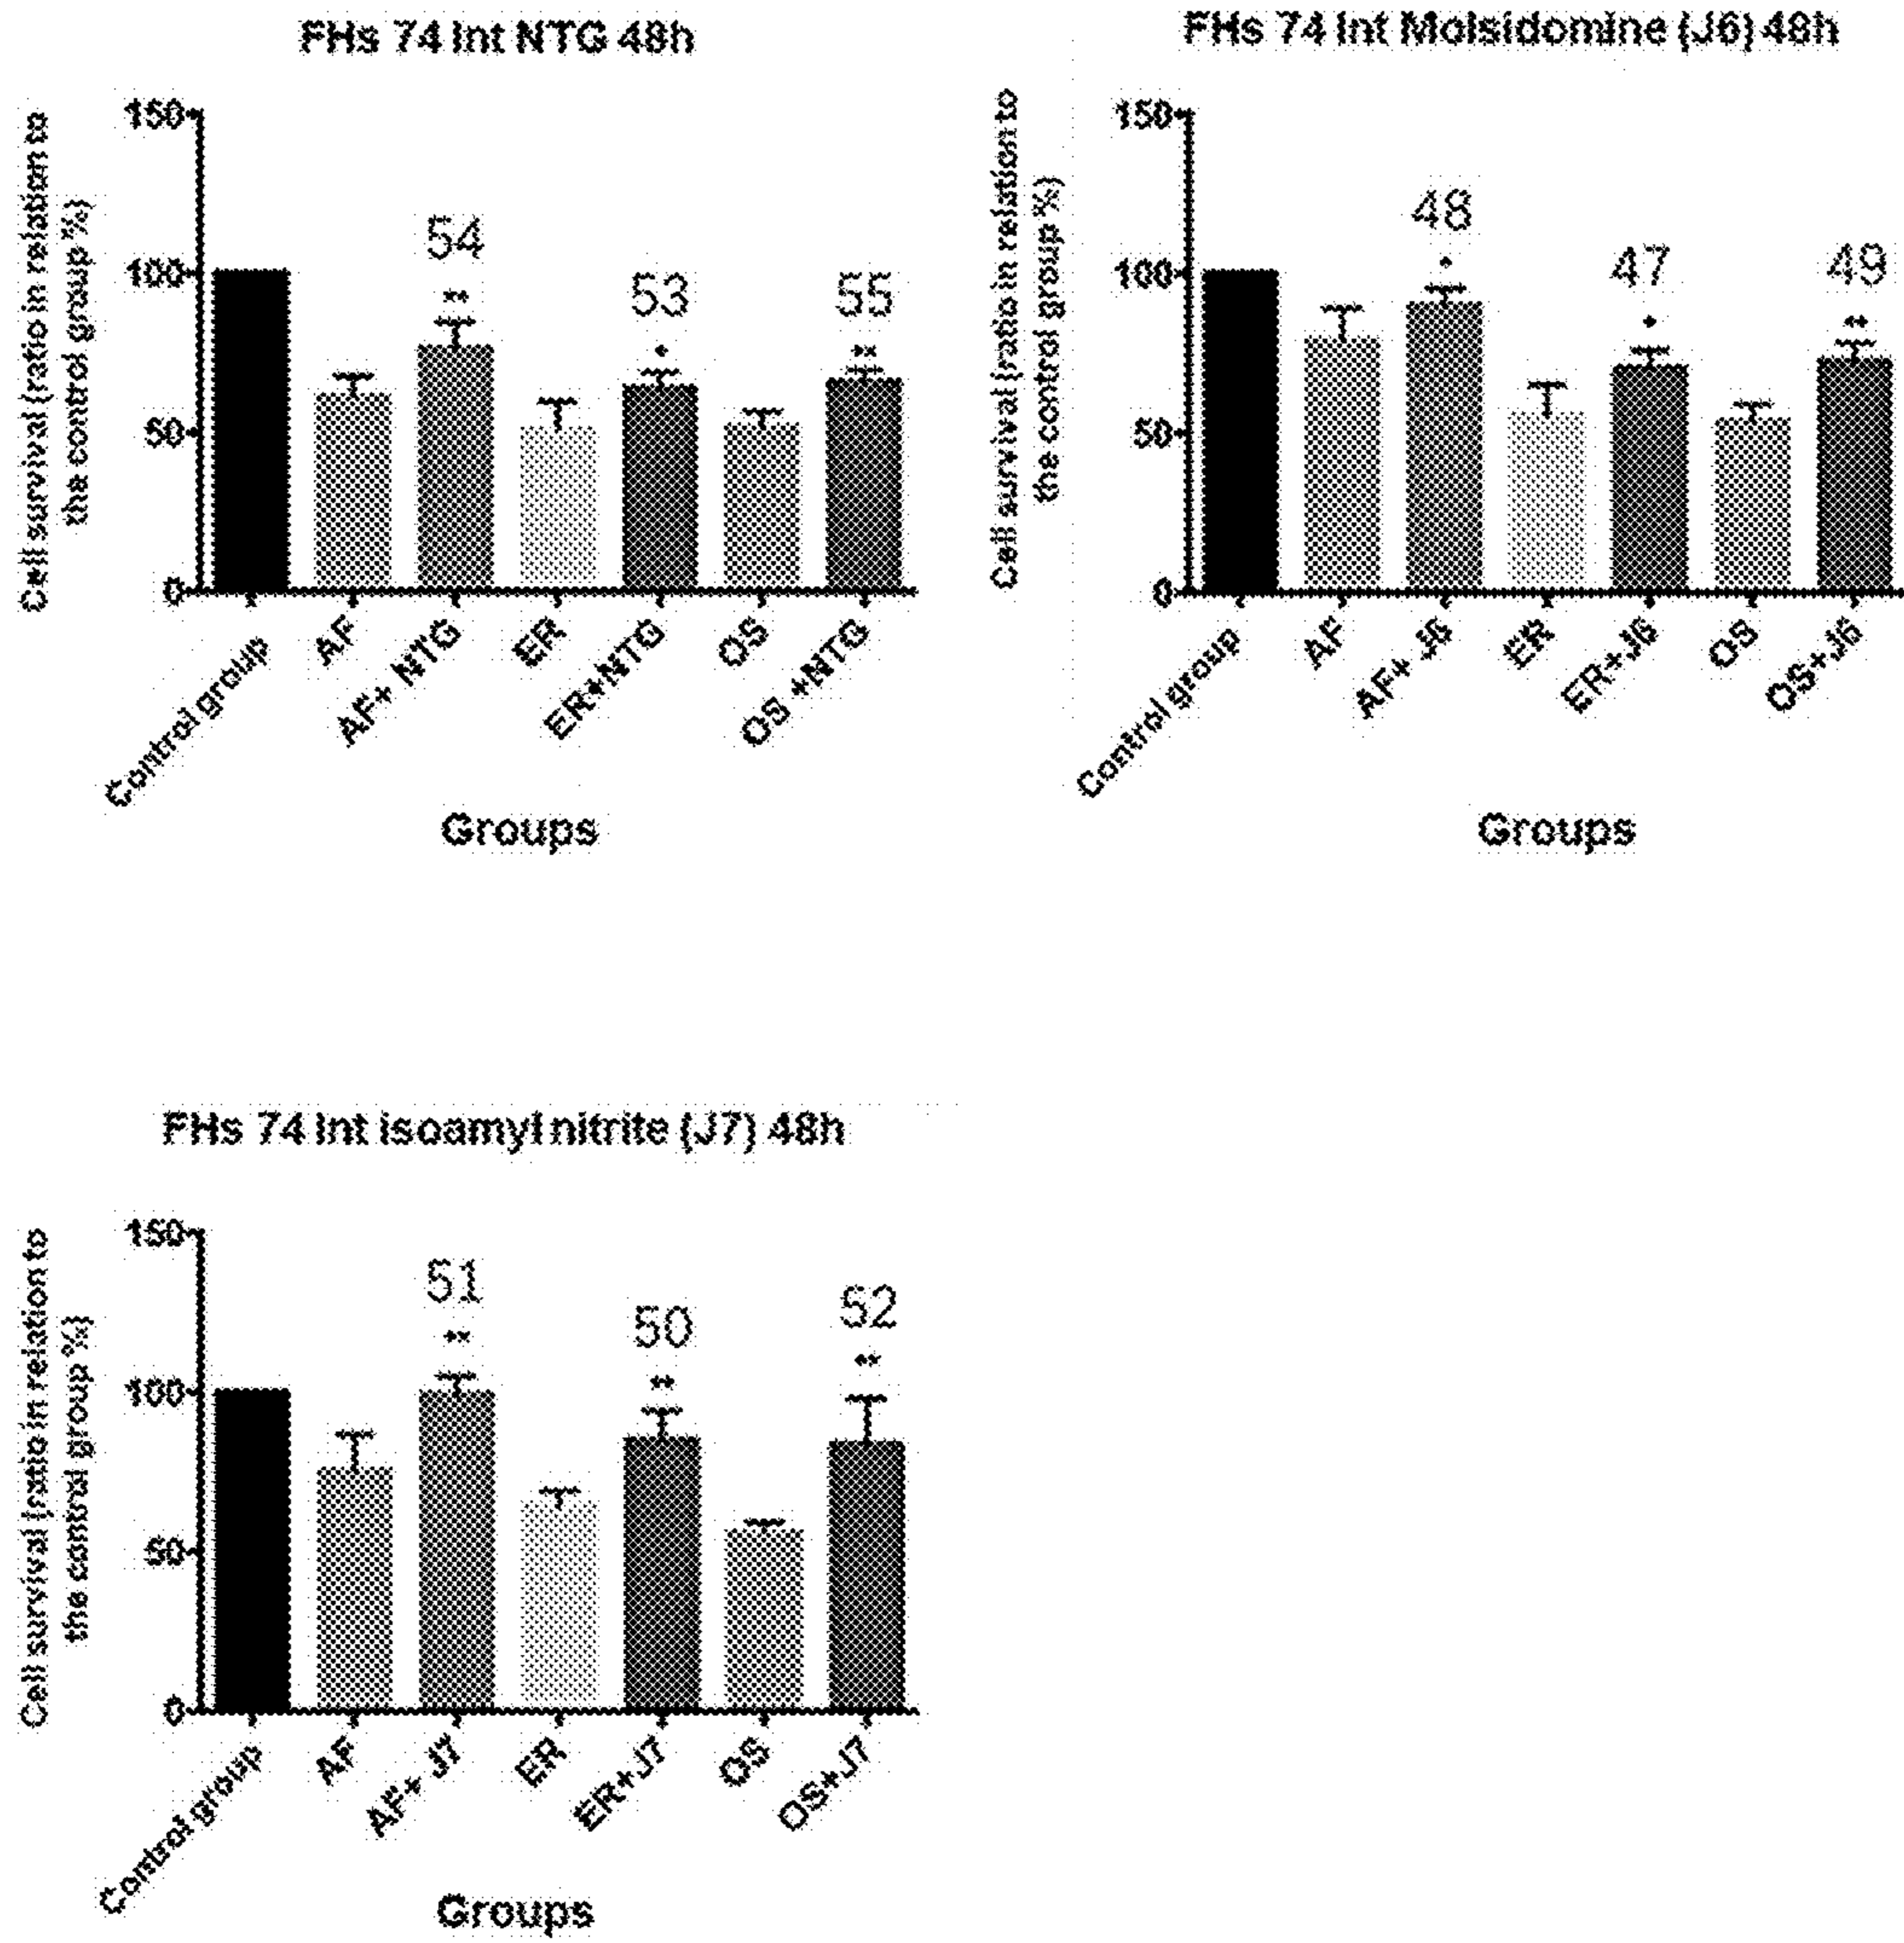 FHs 74 Int NTG 48h
Cell survival (ratio in relation to
the control group %)
150
100
50
0
54
**
53
*
55
**
Control group
AF
AF+ NTG
ER
ER+NTG
OS
OS +NTG
Groups
FHs 74 Int Molsidomine (J6) 48h
Cell survival (ratio in relation to
the control group %)
150
100
50
0
48
*
47
*
49
**
Control group
AF
AF+ J6
ER
ER+J6
OS
OS+J6
Groups
FHs 74 Int isoamyl nitrite (J7) 48h
Cell survival (ratio in relation to
the control group %)
150
100
50
0
51
**
50
**
52
**
Control group
AF
AF+ J7
ER
ER+J7
OS
OS+J7
Groups